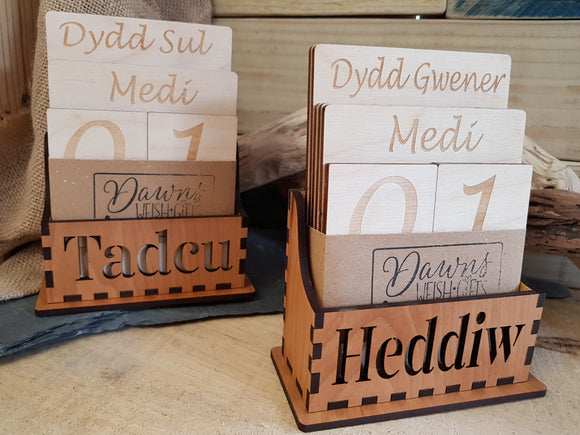 Dydd Sul
Medi
01
Dawns
WELSH·GIFTS
Tadcu
Dydd Gwener
Medi
01
Dawns
WELSH·GIFTS
Heddiw